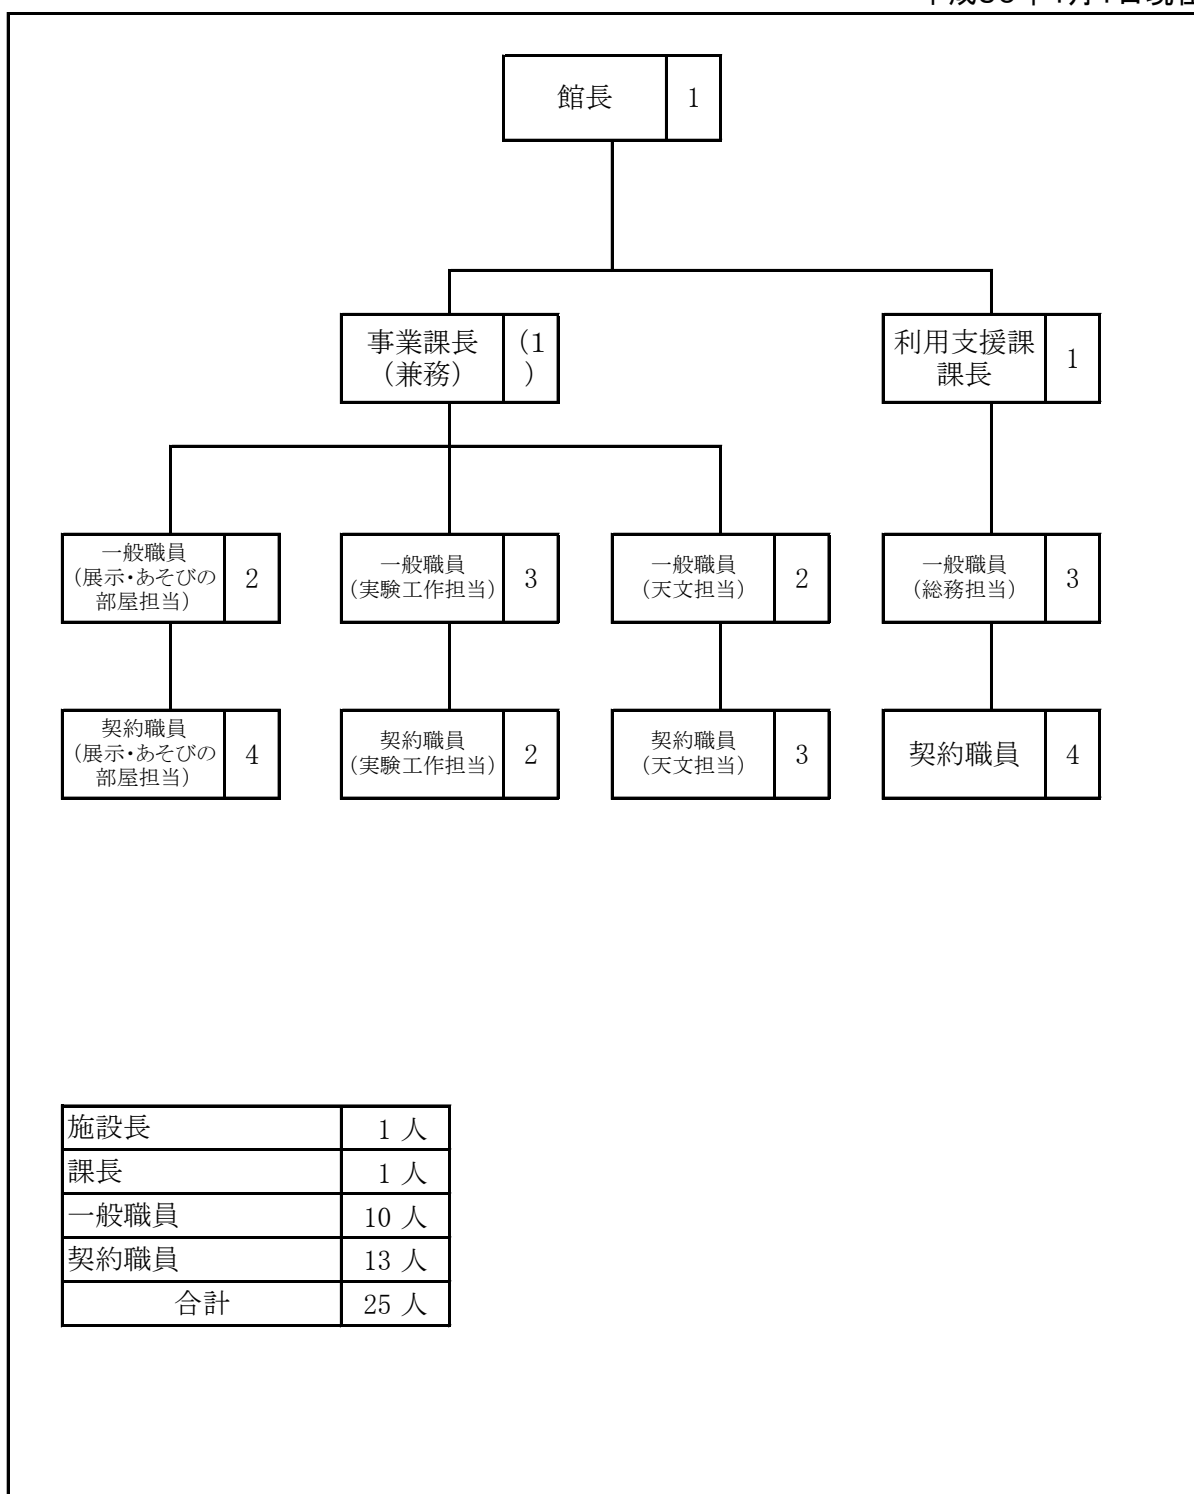 館長 1
事業課長
（兼務）
(1
)
利用支援課
課長
1
一般職員
（展示・あそびの
部屋担当）
2
一般職員
（実験工作担当）
3
一般職員
（天文担当）
2
一般職員
（総務担当）
3
契約職員
（展示・あそびの
部屋担当）
4
契約職員
（実験工作担当）
2
契約職員
（天文担当）
3
契約職員 4
施設長 1 人
課長 1 人
一般職員 10 人
契約職員 13 人
合計 25 人